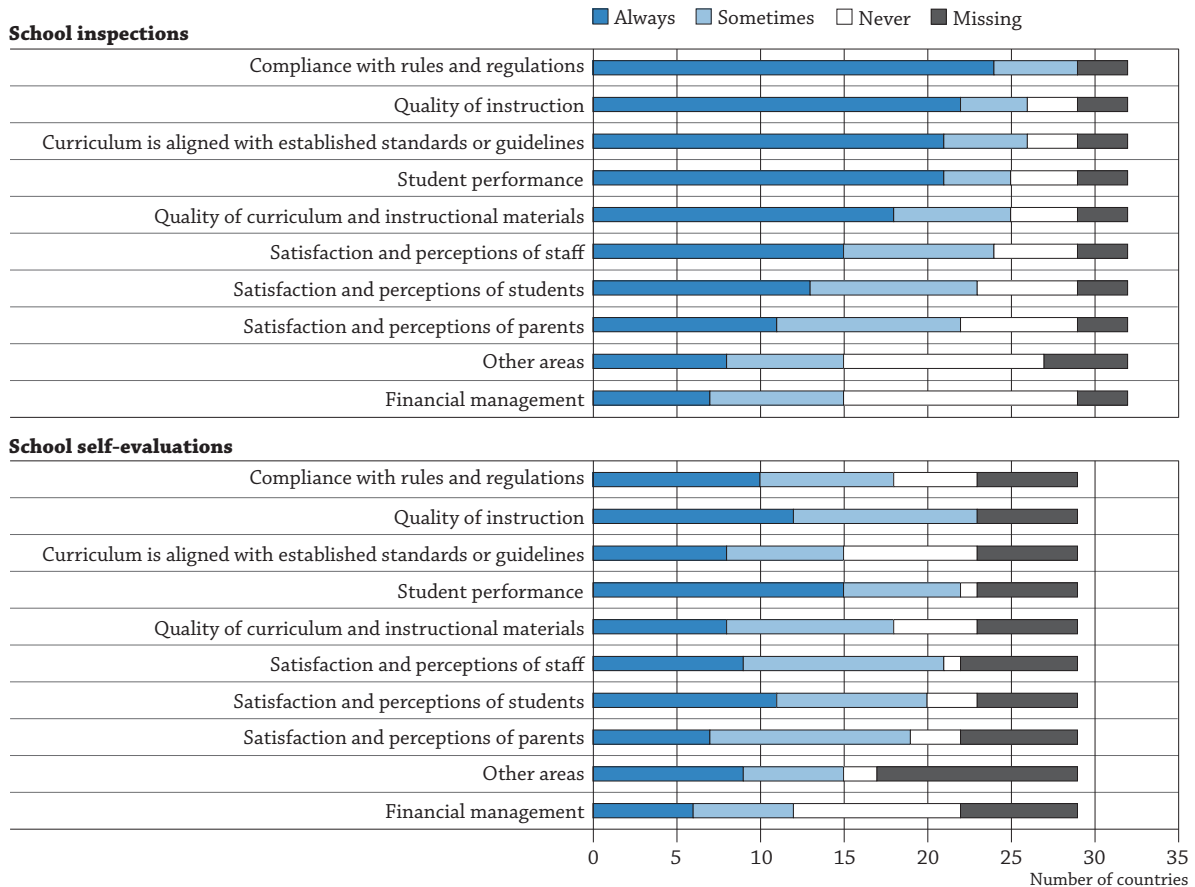 Always Sometimes Never Missing
School inspections
Compliance with rules and regulations
Quality of instruction
Curriculum is aligned with established standards or guidelines
Student performance
Quality of curriculum and instructional materials
Satisfaction and perceptions of staff
Satisfaction and perceptions of students
Satisfaction and perceptions of parents
Other areas
Financial management
School self-evaluations
Compliance with rules and regulations
Quality of instruction
Curriculum is aligned with established standards or guidelines
Student performance
Quality of curriculum and instructional materials
Satisfaction and perceptions of staff
Satisfaction and perceptions of students
Satisfaction and perceptions of parents
Other areas
Financial management
0 5 10 15 20 25 30 35
Number of countries